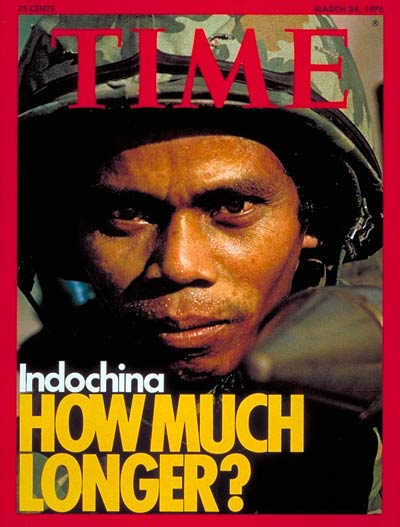 75 CENTS MARCH 24, 1975
TIME
®
Indochina
HOW MUCH
LONGER?